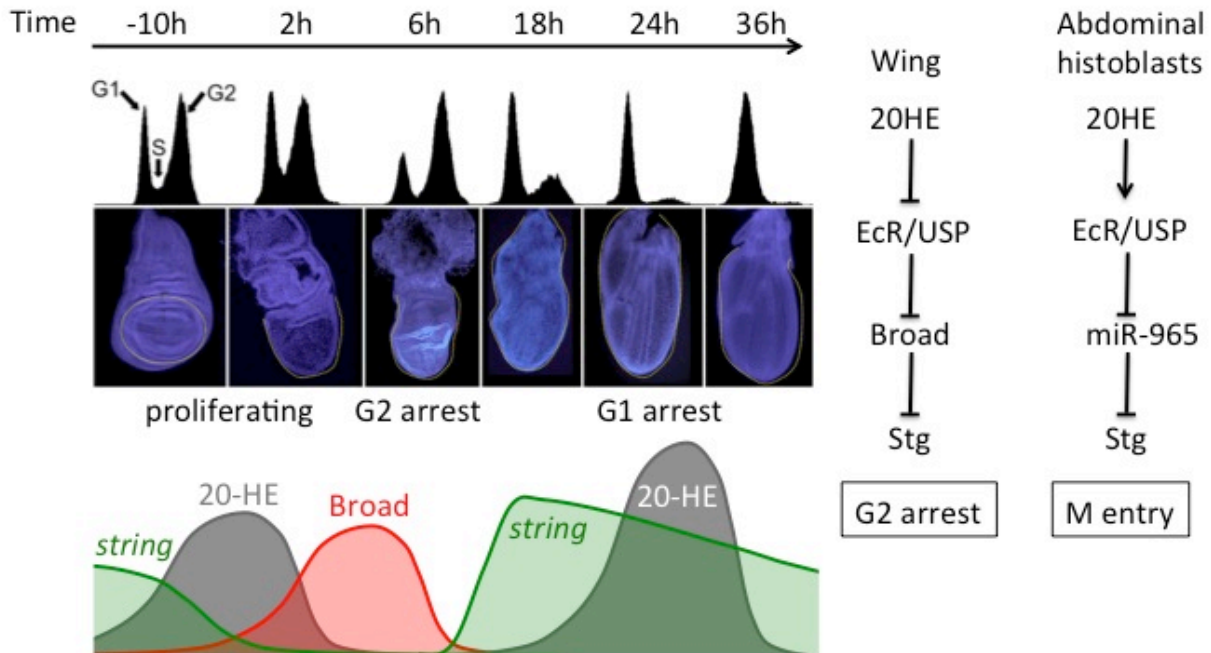 Time -10h 2h 6h 18h 24h 36h
G1
G2
S
proliferating G2 arrest G1 arrest
20-HE
Broad
string
string
20-HE
Wing
20HE
EcR/USP
Broad
Stg
G2 arrest
Abdominal
histoblasts
20HE
EcR/USP
miR-965
Stg
M entry